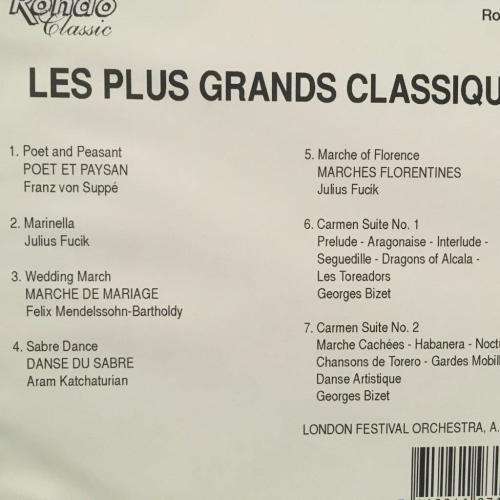 Rondo
Classic
Ro
LES PLUS GRANDS CLASSIQU
1. Poet and Peasant
POET ET PAYSAN
Franz von Suppé
2. Marinella
Julius Fucik
3. Wedding March
MARCHE DE MARIAGE
Felix Mendelssohn-Bartholdy
4. Sabre Dance
DANSE DU SABRE
Aram Katchaturian
5. Marche of Florence
MARCHES FLORENTINES
Julius Fucík
6. Carmen Suite No. 1
Prelude - Aragonaise - Interlude -
Seguedille - Dragons of Alcala -
Les Toreadors
Georges Bizet
7. Carmen Suite No. 2
Marche Cachées - Habanera - Noct
Chansons de Torero - Gardes Mobill
Danse Artistique
Georges Bizet
LONDON FESTIVAL ORCHESTRA, A.